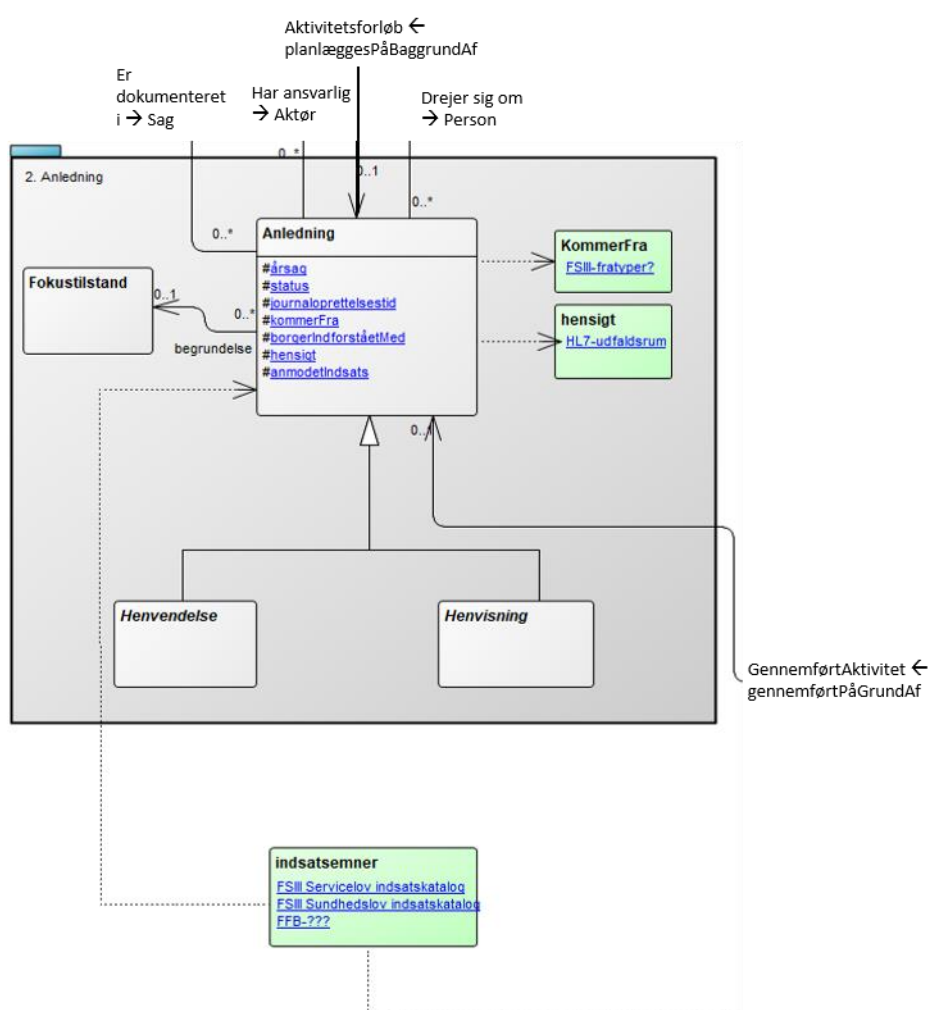 Aktivitetsforløb ←
planlæggesPåBaggrundAf
Er
dokumenteret
i → Sag
Har ansvarlig
→ Aktør
Drejer sig om
→ Person
0..*
0..1
0..*
2. Anledning
0..*
Anledning
#årsag
#status
#journaloprettelsestid
#kommerFra
#borgerIndforståetMed
#hensigt
#anmodetIndsats
KommerFra
FSIII-fratyper?
hensigt
HL7-udfaldsrum
Fokustilstand
0..1
0..*
begrundelse
0..1
Henvendelse
Henvisning
GennemførtAktivitet ←
gennemførtPåGrundAf
indsatsemner
FSIII Servicelov indsatskatalog
FSIII Sundhedslov indsatskatalog
FFB-???